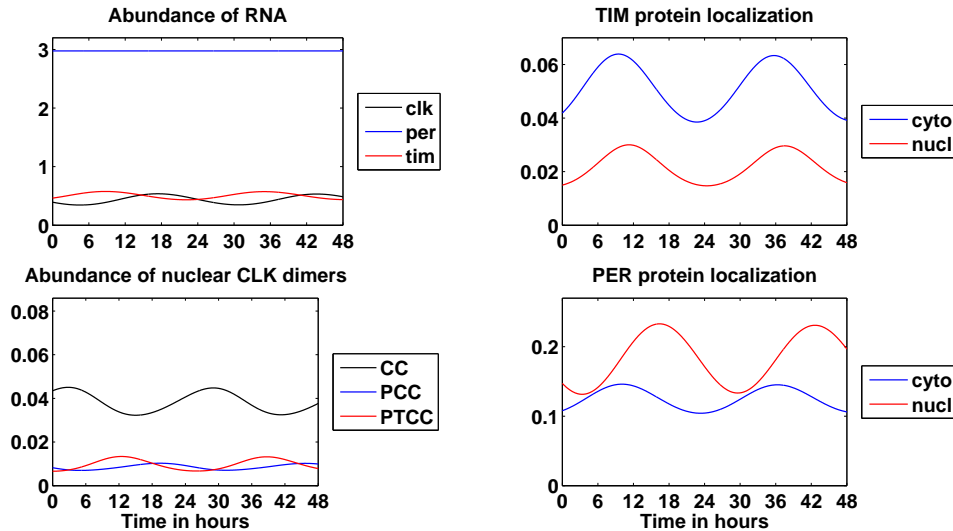 Abundance of RNA
3
2
1
0
0 6 12 18 24 30 36 42 48
clk
per
tim
TIM protein localization
0.06
0.04
0.02
0
0 6 12 18 24 30 36 42 48
cyto
nucl
Abundance of nuclear CLK dimers
0.08
0.06
0.04
0.02
0
0 6 12 18 24 30 36 42 48
Time in hours
CC
PCC
PTCC
PER protein localization
0.2
0.1
0
0 6 12 18 24 30 36 42 48
Time in hours
cyto
nucl